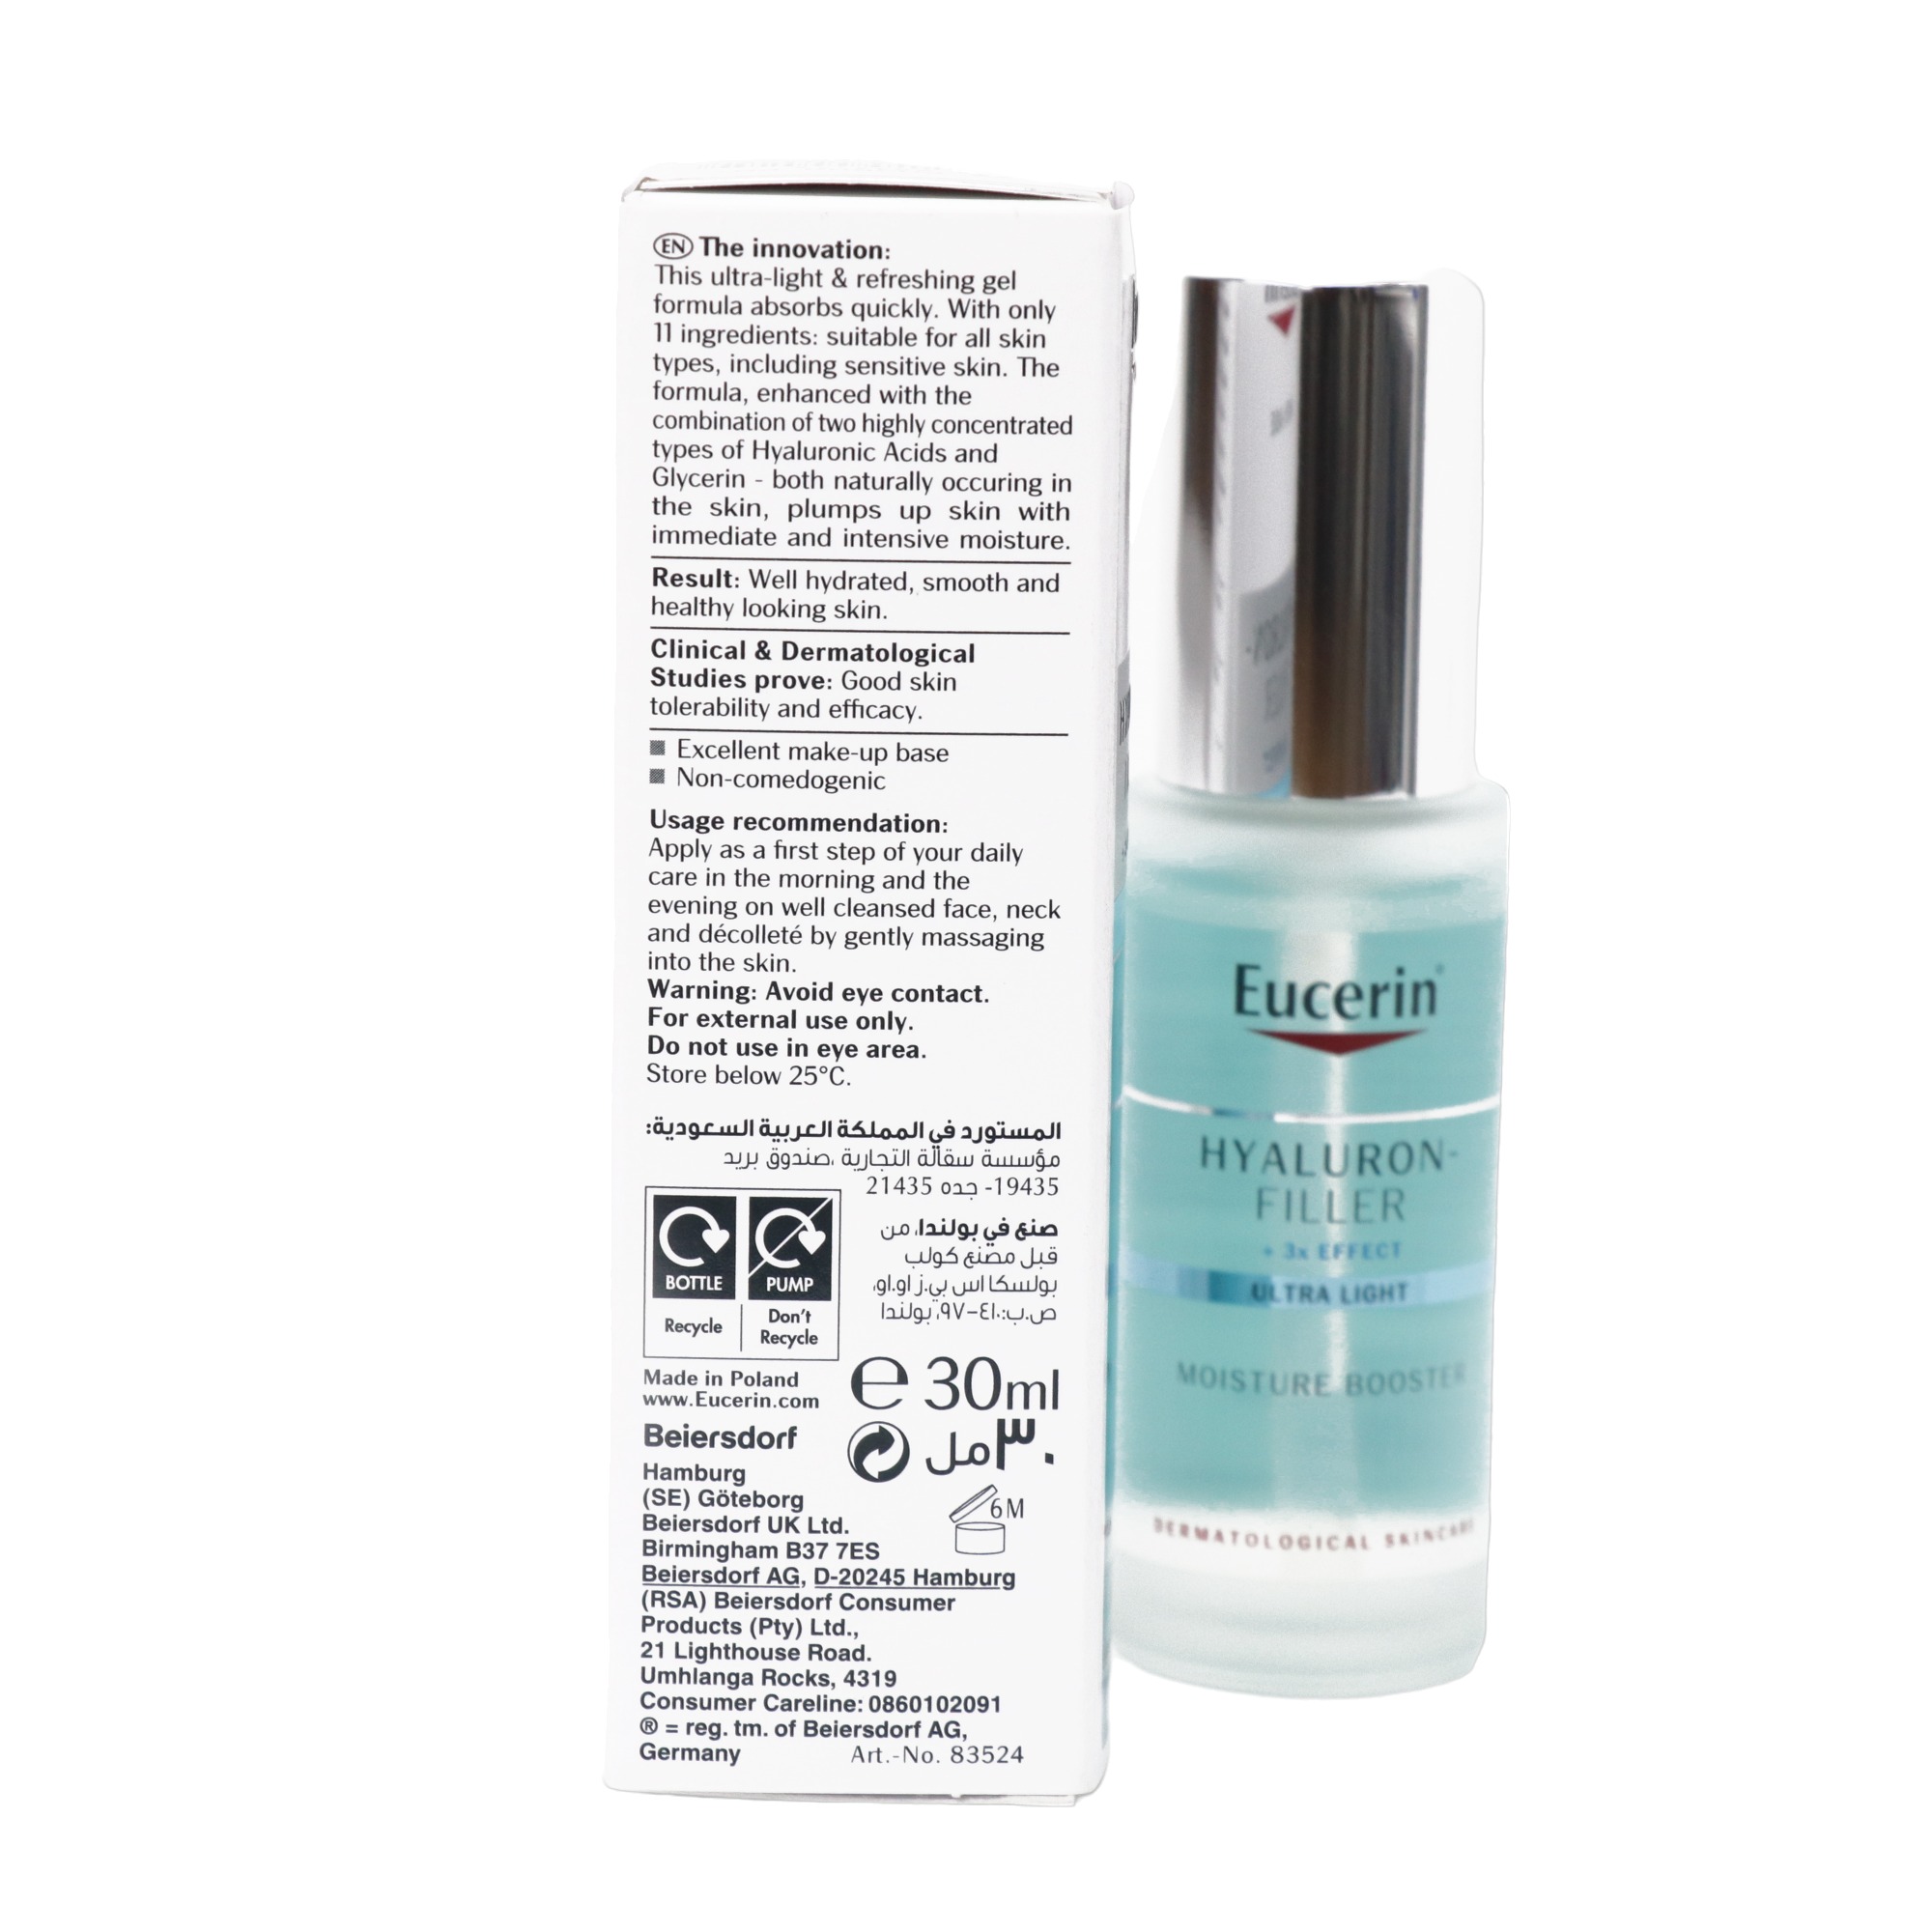 EN The innovation:
This ultra-light & refreshing gel
formula absorbs quickly. With only
11 ingredients: suitable for all skin
types, including sensitive skin. The
formula, enhanced with the
combination of two highly concentrated
types of Hyaluronic Acids and
Glycerin - both naturally occuring in
the skin, plumps up skin with
immediate and intensive moisture.
Result: Well hydrated, smooth and
healthy looking skin.
Clinical & Dermatological
Studies prove: Good skin
tolerability and efficacy.
■ Excellent make-up base
■ Non-comedogenic
Usage recommendation:
Apply as a first step of your daily
care in the morning and the
evening on well cleansed face, neck
and décolleté by gently massaging
into the skin.
Warning: Avoid eye contact.
For external use only.
Do not use in eye area.
Store below 25°C.
المستورد في المملكة العربية السعودية:
مؤسسة سقالة التجارية ،صندوق بريد
19435- جده 21435
صنع في بولندا، من
قبل مصنع كولب
بولسكا اس بي.ز او.او،
ص.ب:٤١٠-٩٧، بولندا
BOTTLE
PUMP
Recycle
Don't
Recycle
Made in Poland
www.Eucerin.com
e 30ml
٣٠ مل
Beiersdorf
6M
Hamburg
(SE) Göteborg
Beiersdorf UK Ltd.
Birmingham B37 7ES
Beiersdorf AG, D-20245 Hamburg
(RSA) Beiersdorf Consumer
Products (Pty) Ltd.,
21 Lighthouse Road.
Umhlanga Rocks, 4319
Consumer Careline: 0860102091
® = reg. tm. of Beiersdorf AG,
Germany
Art.-No. 83524
Eucerin®
HYALURON-
FILLER
+ 3x EFFECT
ULTRA LIGHT
MOISTURE BOOSTER
DERMATOLOGICAL SKINCARE